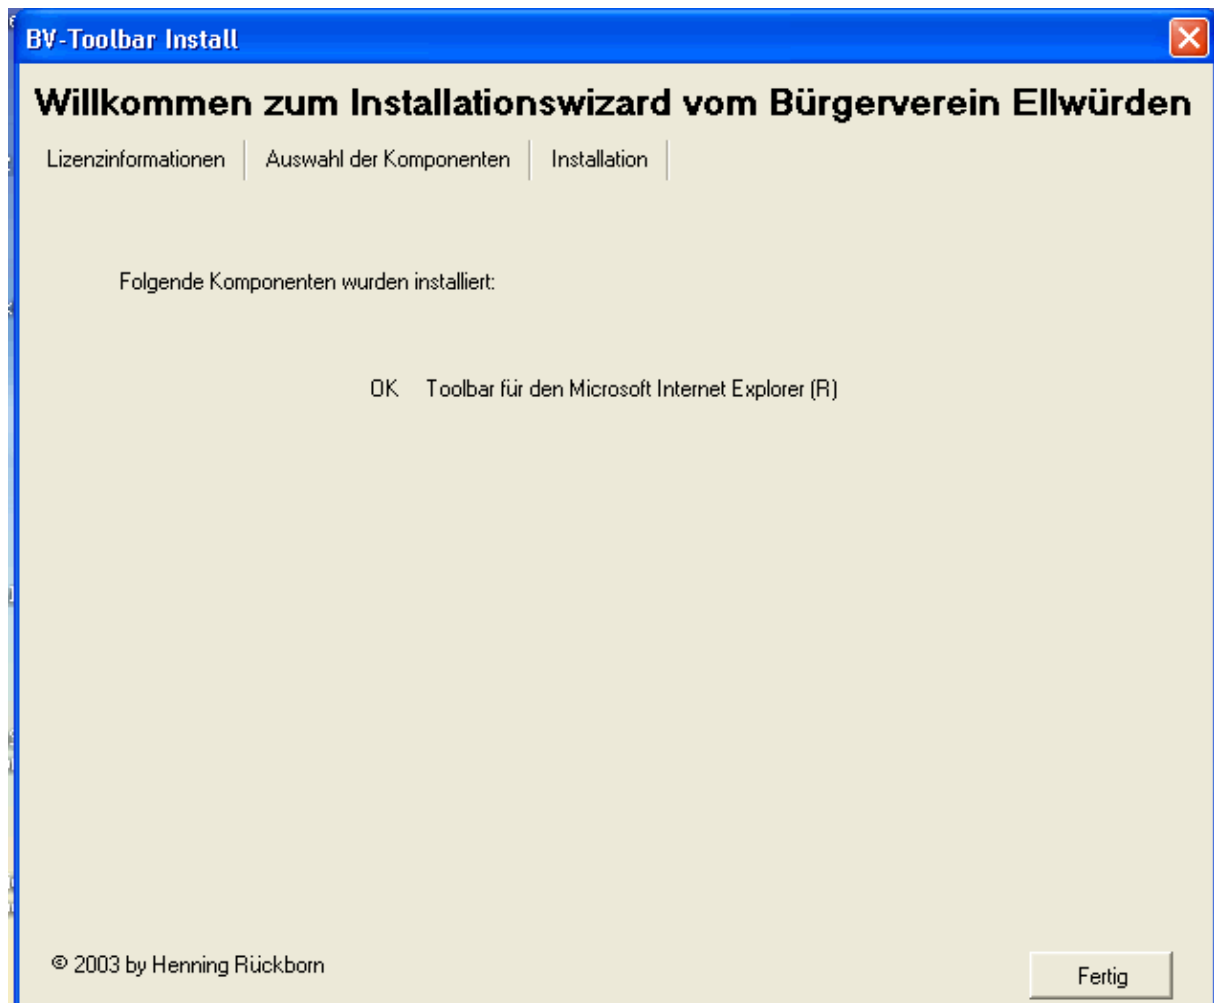 BV-Toolbar Install
Willkommen zum Installationswizard vom Bürgerverein Ellwürden
Lizenzinformationen Auswahl der Komponenten Installation
Folgende Komponenten wurden installiert:
OK Toolbar für den Microsoft Internet Explorer (R)
© 2003 by Henning Rückborn
Fertig